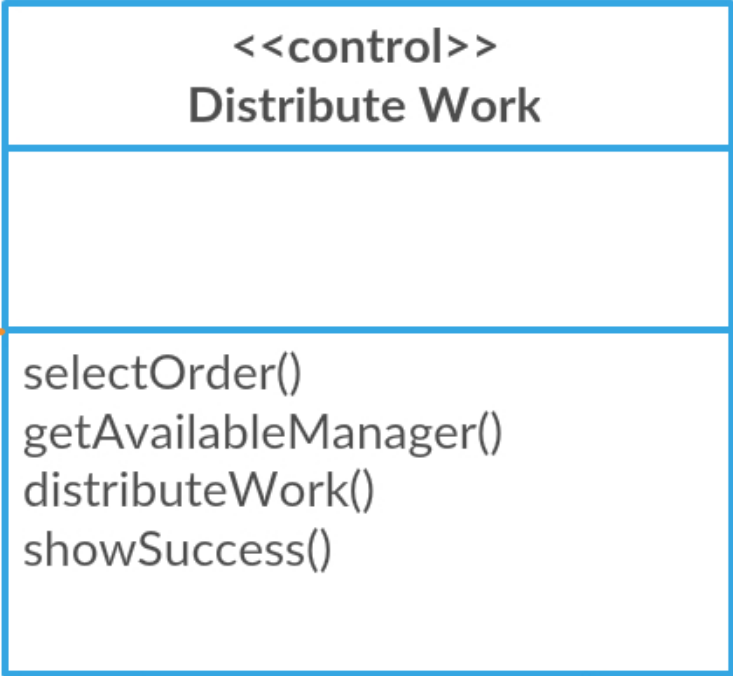 <<control>>
Distribute Work
selectOrder()
getAvailableManager()
distributeWork()
showSuccess()